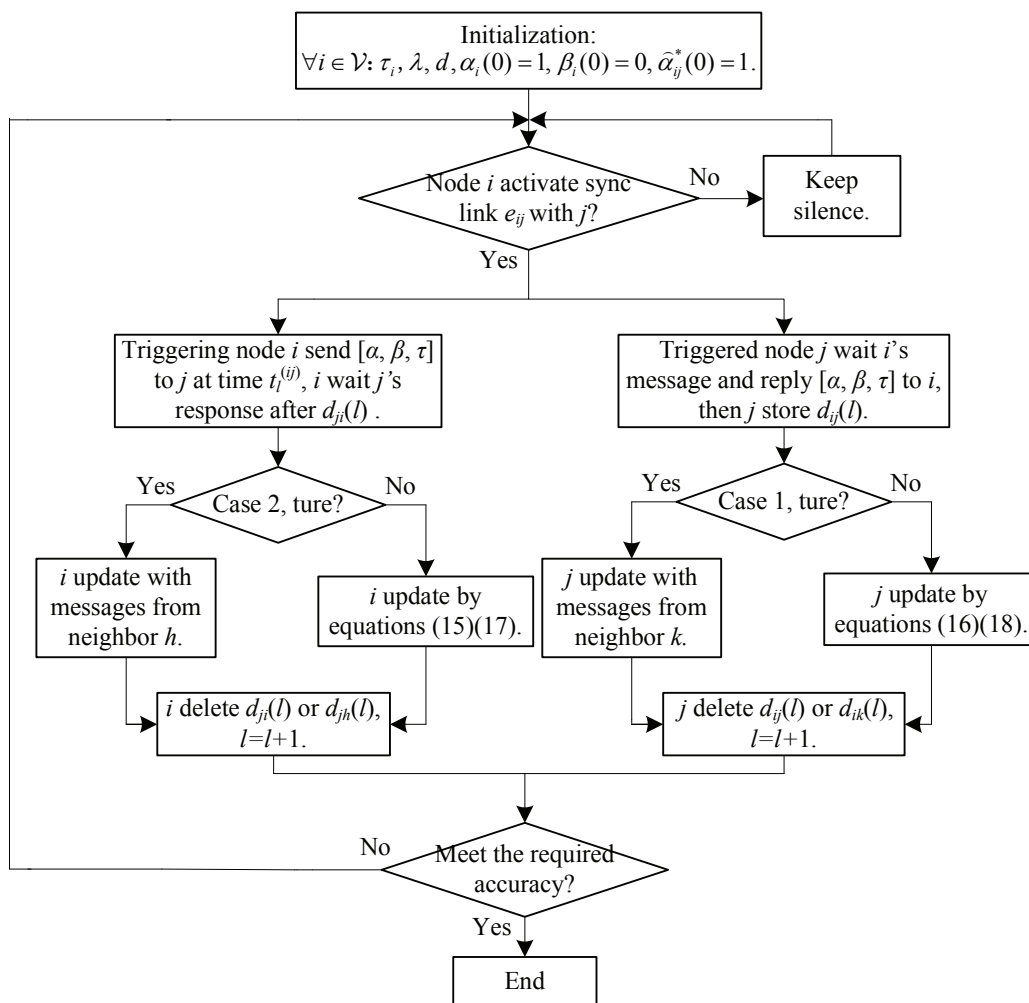 Initialization:
∀i ∈ 𝒱: τ_i, λ, d, α_i(0)=1, β_i(0)=0, α̂*_ij(0)=1.
Node i activate sync
link e_ij with j?
No
Keep
silence.
Yes
Triggering node i send [α, β, τ]
to j at time t_l^(ij), i wait j's
response after d_ji(l) .
Triggered node j wait i's
message and reply [α, β, τ] to i,
then j store d_ij(l).
Yes
Case 2, ture?
No
Yes
Case 1, ture?
No
i update with
messages from
neighbor h.
i update by
equations (15)(17).
j update with
messages from
neighbor k.
j update by
equations (16)(18).
i delete d_ji(l) or d_jh(l),
l=l+1.
j delete d_ij(l) or d_ik(l),
l=l+1.
No
Meet the required
accuracy?
Yes
End